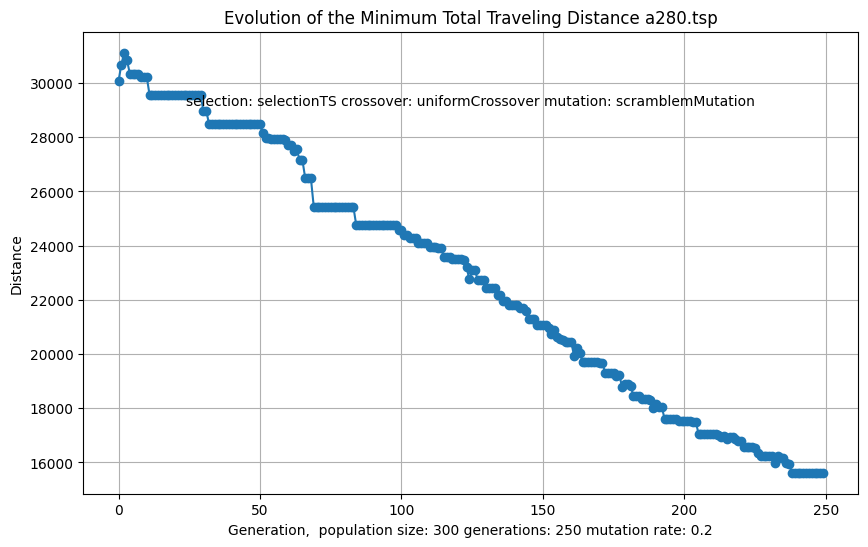 Evolution of the Minimum Total Traveling Distance a280.tsp
30000
selection: selectionTS crossover: uniformCrossover mutation: scramblemMutation
28000
26000
24000
Distance
22000
20000
18000
16000
0 50 100 150 200 250
Generation,  population size: 300 generations: 250 mutation rate: 0.2